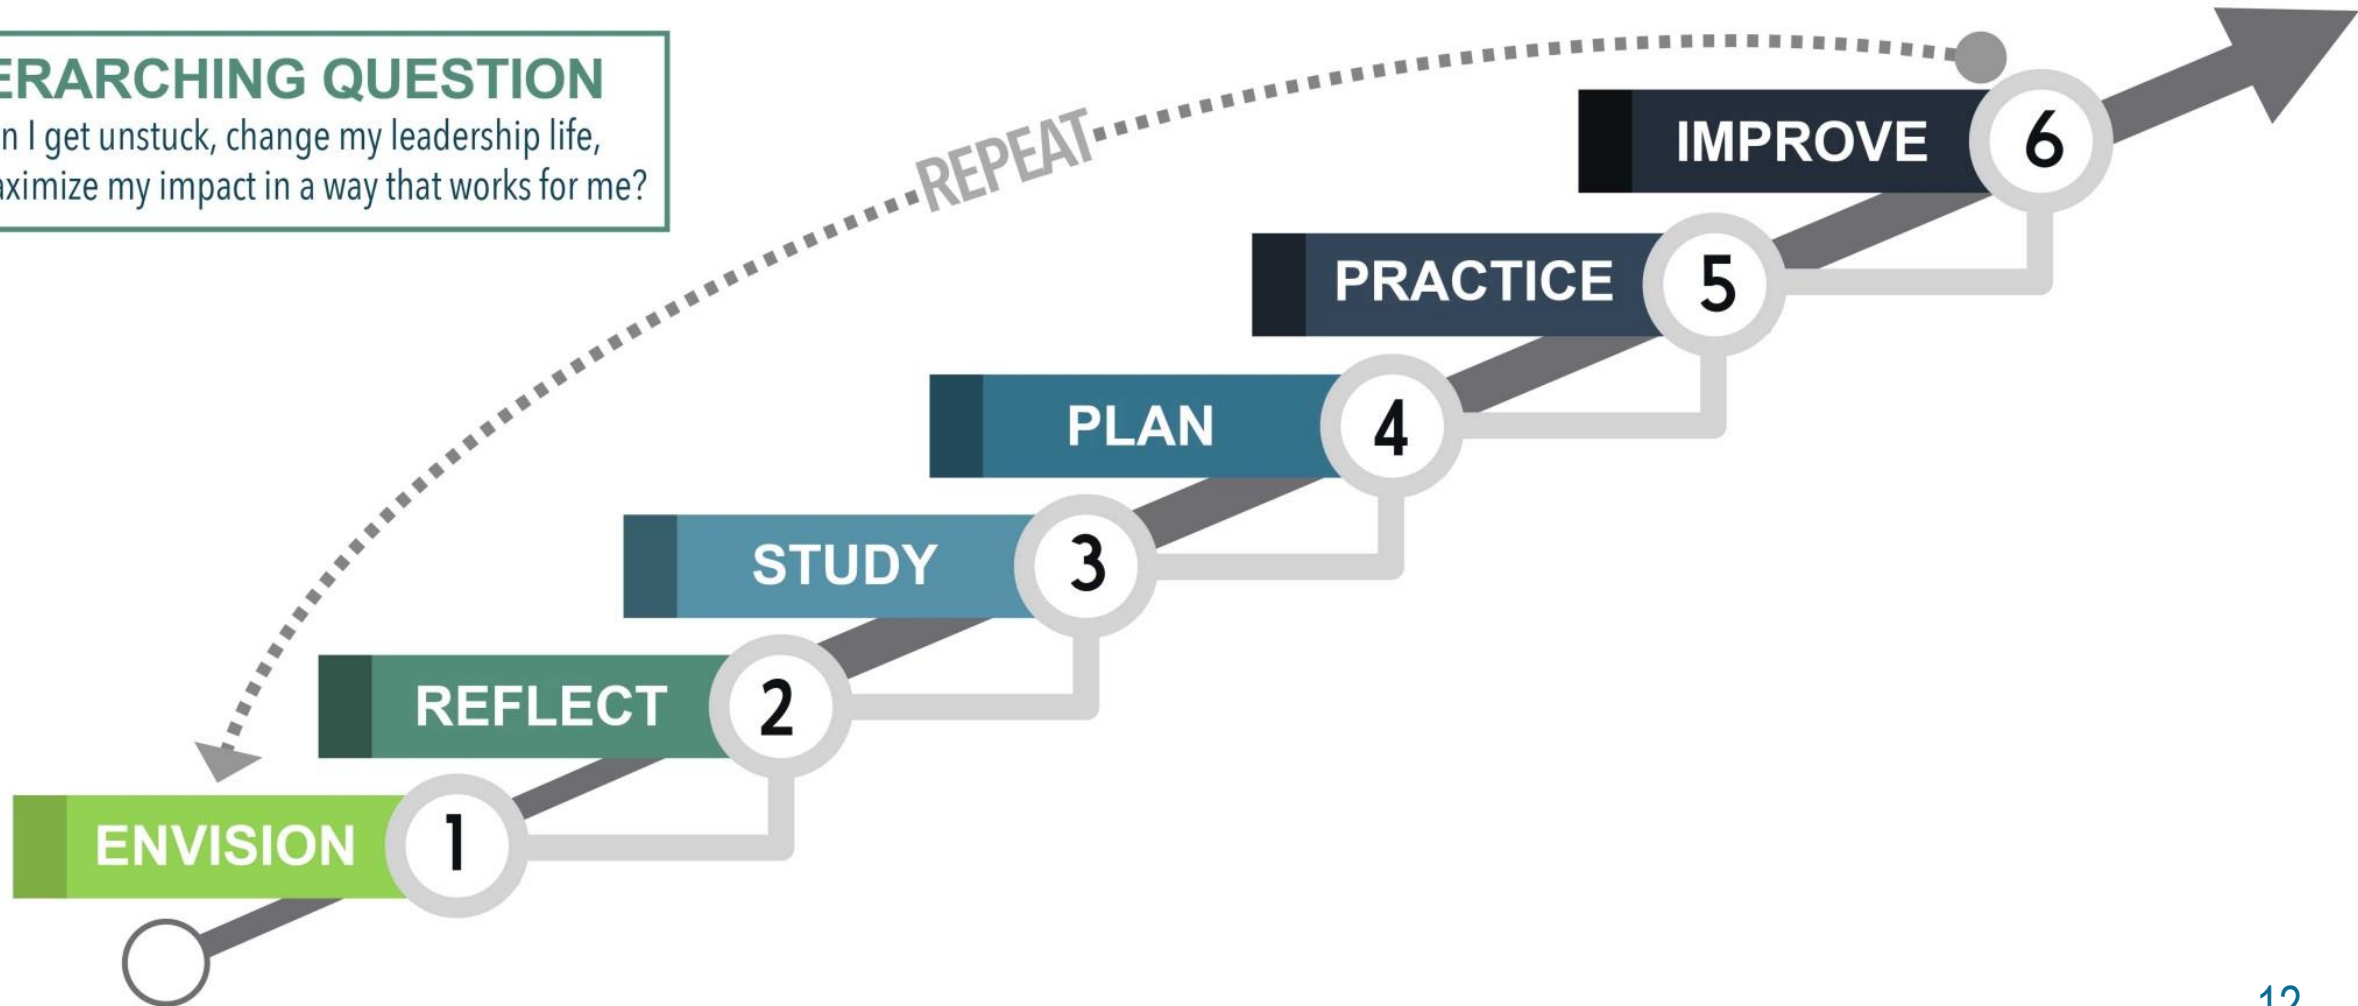 ERARCHING QUESTION
n I get unstuck, change my leadership life,
aximize my impact in a way that works for me?
REPEAT
IMPROVE 6
PRACTICE 5
PLAN 4
STUDY 3
REFLECT 2
ENVISION 1
12